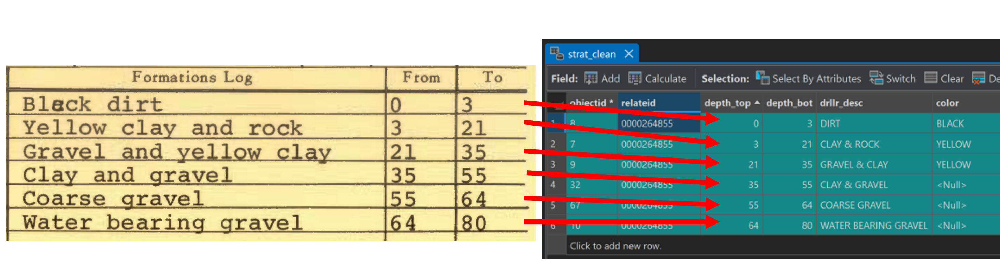 Formations Log From To
Black dirt 0 3
Yellow clay and rock 3 21
Gravel and yellow clay 21 35
Clay and gravel 35 55
Coarse gravel 55 64
Water bearing gravel 64 80
strat_clean
Field: Add Calculate Selection: Select By Attributes Switch Clear
objectid * relateid depth_top depth_bot drllr_desc color
1 8 0000264855 0 3 DIRT BLACK
2 7 0000264855 3 21 CLAY & ROCK YELLOW
3 9 0000264855 21 35 GRAVEL & CLAY YELLOW
4 32 0000264855 35 55 CLAY & GRAVEL <Null>
5 67 0000264855 55 64 COARSE GRAVEL <Null>
6 10 0000264855 64 80 WATER BEARING GRAVEL <Null>
Click to add new row.